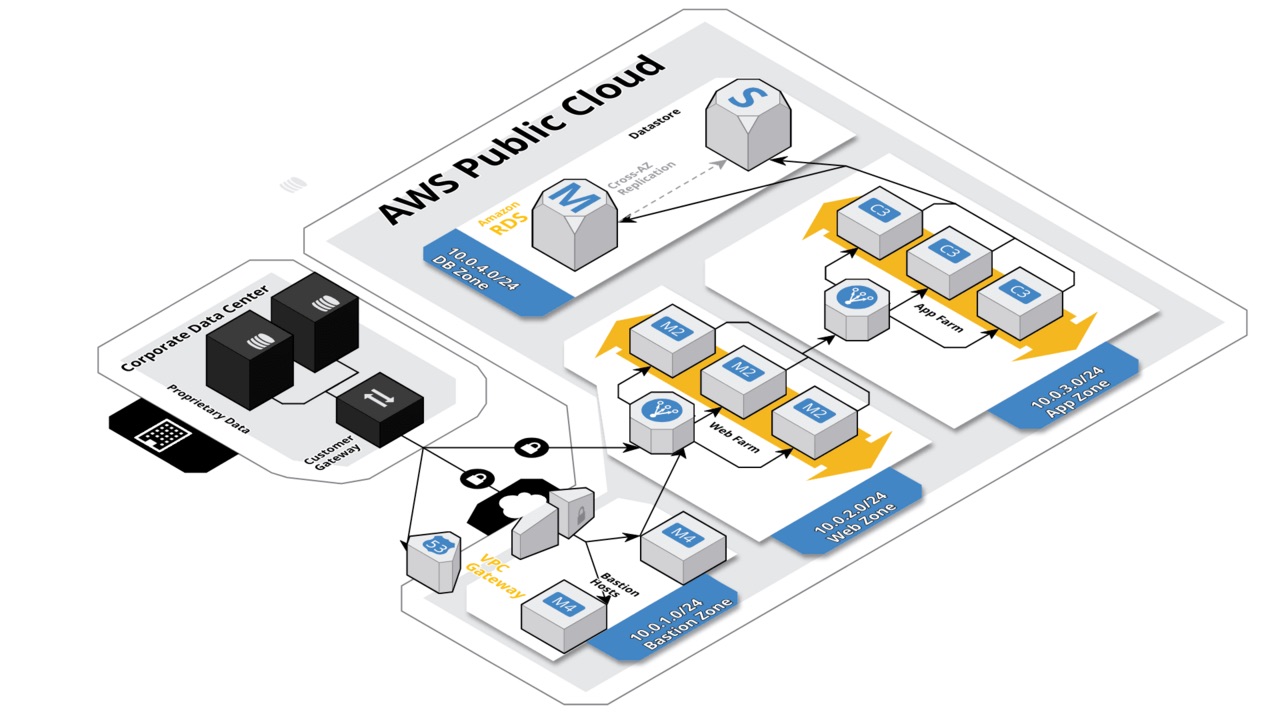 AWS Public Cloud
S
Datastore
Cross-AZ
Replication
M
Amazon
RDS
10.0.4.0/24
DB Zone
C3
C3
C3
App Farm
10.0.3.0/24
App Zone
Corporate Data Center
Proprietary Data
Customer
Gateway
M2
M2
M2
Web Farm
10.0.2.0/24
Web Zone
53
VPC
Gateway
M4
Bastion
Hosts
M4
10.0.1.0/24
Bastion Zone